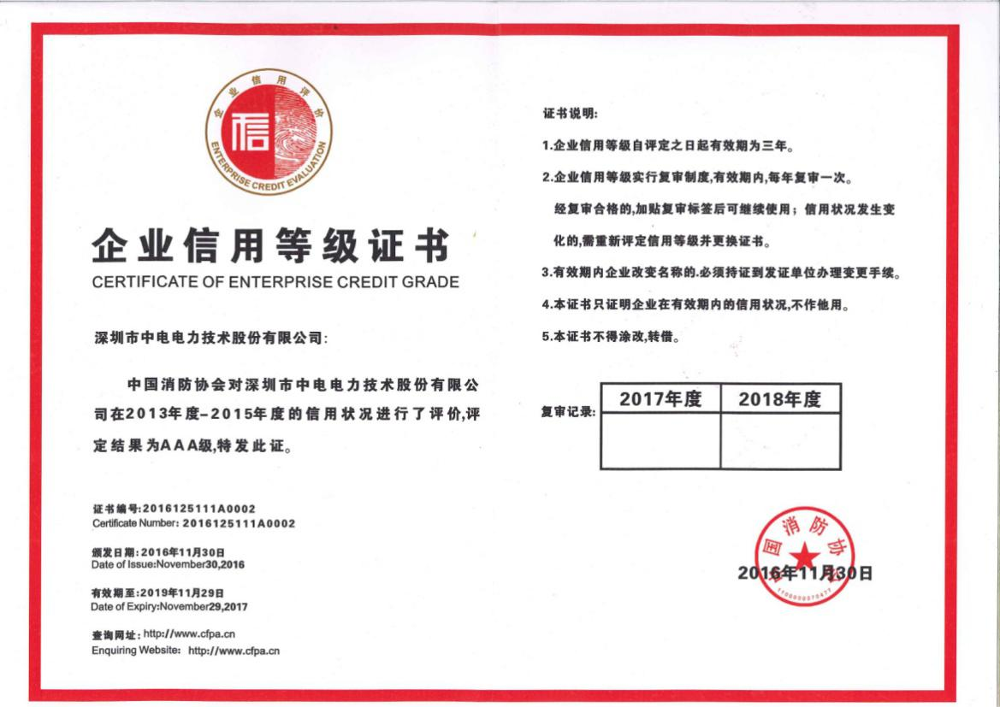 企业信用评价
信
ENTERPRISE CREDIT EVALUATION
企业信用等级证书
CERTIFICATE OF ENTERPRISE CREDIT GRADE
深圳市中电电力技术股份有限公司:
中国消防协会对深圳市中电电力技术股份有限公
司在2013年度-2015年度的信用状况进行了评价,评
定结果为AAA级,特发此证。
证书编号:2016125111A0002
Certificate Number: 2016125111A0002
颁发日期:2016年11月30日
Date of Issue:November30,2016
有效期至:2019年11月29日
Date of Expiry:November29,2017
查询网址: http://www.cfpa.cn
Enquiring Website: http://www.cfpa.cn
证书说明:
1.企业信用等级自评定之日起有效期为三年。
2.企业信用等级实行复审制度,有效期内,每年复审一次。
经复审合格的,加贴复审标签后可继续使用；信用状况发生变
化的,需重新评定信用等级并更换证书。
3.有效期内企业改变名称的.必须持证到发证单位办理变更手续。
4.本证书只证明企业在有效期内的信用状况,不作他用。
5.本证书不得涂改,转借。
复审记录:
2017年度 2018年度
国消防协
2016年11月30日
1100000070477